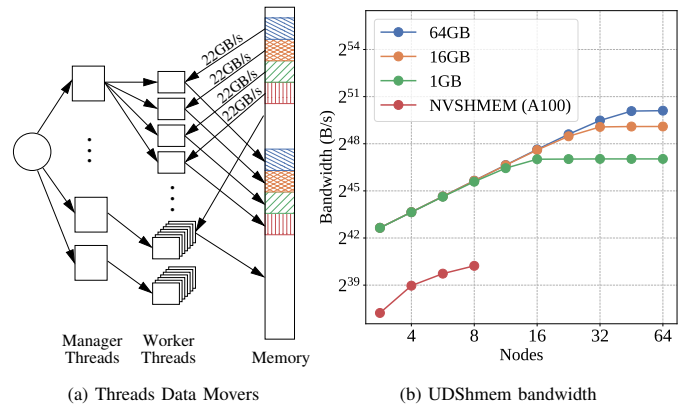 22GB/s
22GB/s
22GB/s
22GB/s
Manager
Threads
Worker
Threads
Memory
(a) Threads Data Movers
64GB
16GB
1GB
NVSHMEM (A100)
Bandwidth (B/s)
2^54
2^51
2^48
2^45
2^42
2^39
4 8 16 32 64
Nodes
(b) UDShmem bandwidth